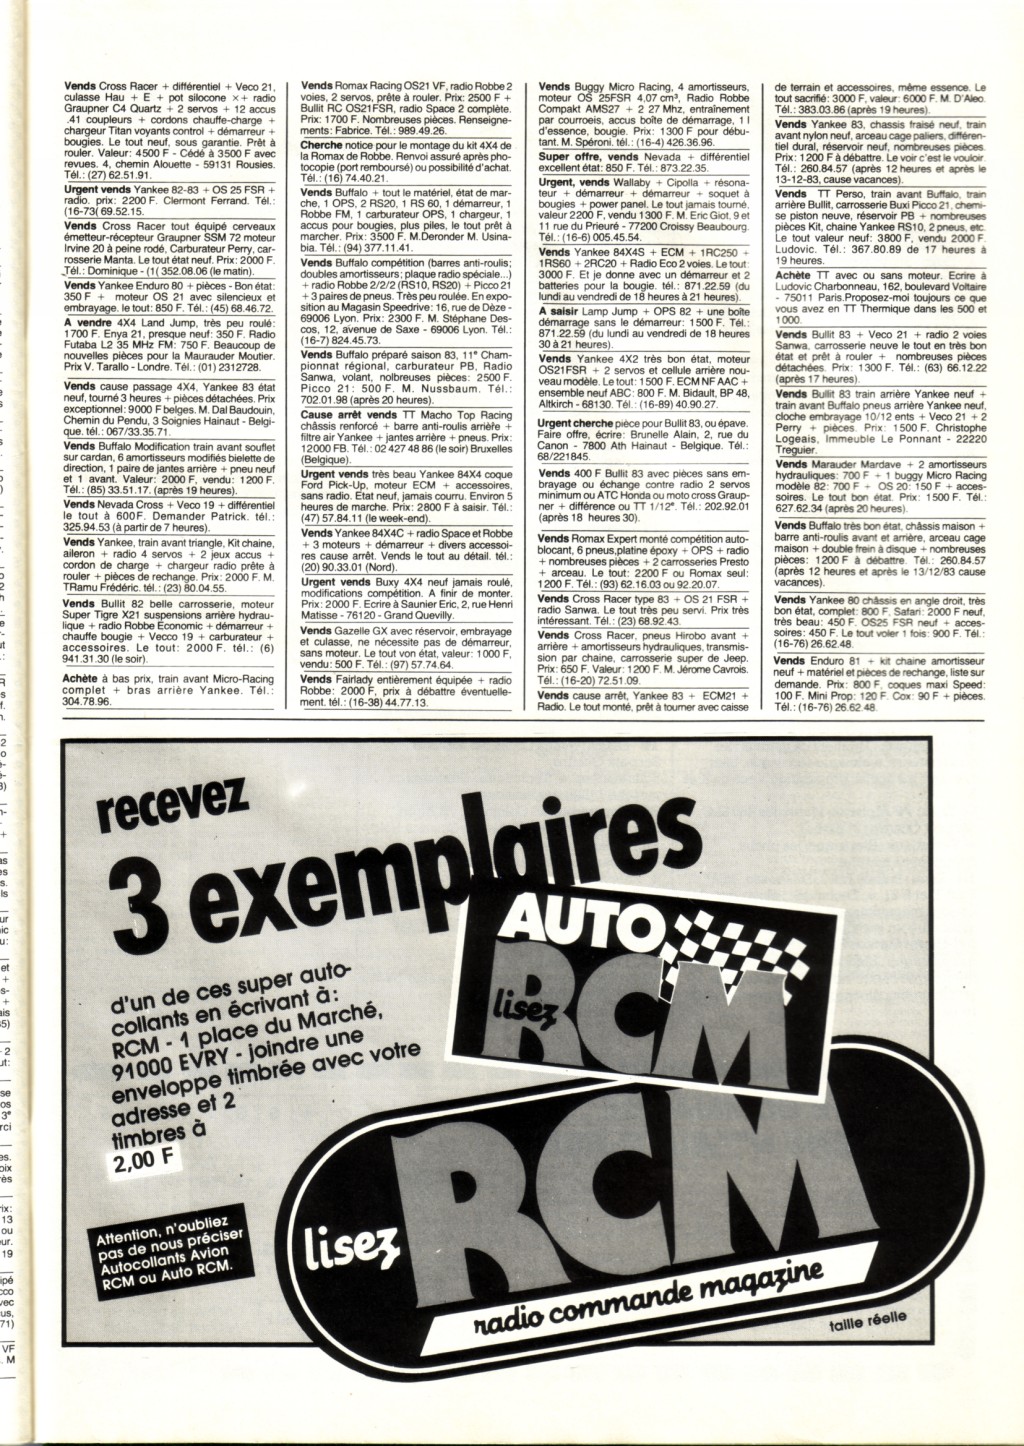 Vends Cross Racer + différentiel + Veco 21,
culasse Hau + E + pot silocone x+ radio
Graupner C4 Quartz + 2 servos + 12 accus
.41 coupleurs + cordons chauffe-charge +
chargeur Titan voyants control + démarreur +
bougies. Le tout neuf, sous garantie. Prêt à
rouler. Valeur: 4500 F - Cédé à 3500 F avec
revues. 4, chemin Alouette - 59131 Rousies.
Tél.: (27) 62.51.91.
Urgent vends Yankee 82-83 + OS 25 FSR +
radio. prix: 2200 F. Clermont Ferrand. Tél.:
(16-73( 69.52.15.
Vends Cross Racer tout équipé cerveaux
émetteur-récepteur Graupner SSM 72 moteur
Irvine 20 à peine rodé, Carburateur Perry, car-
rosserie Manta. Le tout état neuf. Prix: 2000 F.
Tél.: Dominique - (1( 352.08.06 (le matin).
Vends Yankee Enduro 80 + pièces - Bon état:
350 F + moteur OS 21 avec silencieux et
embrayage. le tout: 850 F. Tél.: (45) 68.46.72.
A vendre 4X4 Land Jump, très peu roulé:
1700 F. Enya 21, presque neuf: 350 F. Radio
Futaba L2 35 MHz FM: 750 F. Beaucoup de
nouvelles pièces pour la Maurauder Moutier.
Prix V. Tarallo - Londre. Tél.: (01) 2312728.
Vends cause passage 4X4, Yankee 83 état
neuf, tourné 3 heures + pièces détachées. Prix
exceptionnel: 9000 F belges. M. Dal Baudouin,
Chemin du Pendu, 3 Soignies Hainaut - Belgi-
que. tél.: 067/33.35.71.
Vends Buffalo Modification train avant souflet
sur cardan, 6 amortisseurs modifiés bielette de
direction, 1 paire de jantes arrière + pneu neuf
et 1 avant. Valeur: 2000 F, vendu: 1200 F.
Tél.: (85) 33.51.17. (après 19 heures).
Vends Nevada Cross + Veco 19 + différentiel
le tout à 600 F. Demander Patrick. tél.:
325.94.53 (à partir de 7 heures).
Vends Yankee, train avant triangle, Kit chaine,
aileron + radio 4 servos + 2 jeux accus +
cordon de charge + chargeur radio prête à
rouler + pièces de rechange. Prix: 2000 F. M.
TRamu Frédéric. tél.: (23) 80.04.55.
Vends Bullit 82 belle carrosserie, moteur
Super Tigre X21 suspensions arrière hydrau-
lique + radio Robbe Economic + démarreur +
chauffe bougie + Vecco 19 + carburateur +
accessoires. Le tout: 2000 F. tél.: (6)
941.31.30 (le soir).
Achète à bas prix, train avant Micro-Racing
complet + bras arrière Yankee. Tél.:
304.78.96.
Vends Romax Racing OS21 VF, radio Robbe 2
voies, 2 servos, prête à rouler. Prix: 2500 F +
Bullit RC OS21FSR, radio Space 2 complète.
Prix: 1700 F. Nombreuses pièces. Renseigne-
ments: Fabrice. Tél.: 989.49.26.
Cherche notice pour le montage du kit 4X4 de
la Romax de Robbe. Renvoi assuré après pho-
tocopie (port remboursé) ou possibilité d'achat.
Tél.: (16) 74.40.21.
Vends Buffalo + tout le matériel, état de mar-
che, 1 OPS, 2 RS20, 1 RS 60, 1 démarreur, 1
Robbe FM, 1 carburateur OPS, 1 chargeur, 1
accus pour bougies, plus piles, le tout prêt à
marcher. Prix: 3500 F. M.Deronder M. Usina-
bia. Tél.: (94) 377.11.41.
Vends Buffalo compétition (barres anti-roulis;
doubles amortisseurs; plaque radio spéciale...)
+ radio Robbe 2/2/2 (RS10, RS20) + Picco 21
+ 3 paires de pneus. Très peu roulée. En expo-
sition au Magasin Speedrive: 16, rue de Dèze -
69006 Lyon. Prix: 2300 F. M. Stéphane Des-
cos, 12, avenue de Saxe - 69006 Lyon. Tél.:
(16-7) 824.45.73.
Vends Buffalo préparé saison 83, 11e Cham-
pionnat régional, carburateur PB, Radio
Sanwa, volant, nolbreuses pièces: 2500 F.
Picco 21: 500 F. M. Nussbaum. Tél.:
702.01.98 (après 20 heures).
Cause arrêt vends TT Macho Top Racing
châssis renforcé + barre anti-roulis arrière +
filtre air Yankee + jantes arrière + pneus. Prix:
12000 FB. Tél.: 02 427 48 86 (le soir) Bruxelles
(Belgique).
Urgent vends très beau Yankee 84X4 coque
Ford Pick-Up, moteur ECM + accessoires,
sans radio. Etat neuf, jamais courru. Environ 5
heures de marche. Prix: 2800 F à saisir. Tél.:
(47) 57.84.11 (le week-end).
Vends Yankee 84X4C + radio Space et Robbe
+ 3 moteurs + démarreur + divers accessoi-
res cause arrêt. Vends le tout au détail. tél.:
(20) 90.33.01 (Nord).
Urgent vends Buxy 4X4 neuf jamais roulé,
modifications compétition. A finir de monter.
Prix: 2000 F. Ecrire à Saunier Eric, 2, rue Henri
Matisse - 76120 - Grand Quevilly.
Vends Gazelle GX avec réservoir, embrayage
et culasse, ne nécésite pas de démarreur,
sans moteur. Le tout von état, valeur: 1000 F,
vendu: 500 F. Tél.: (97) 57.74.64.
Vends Fairlady entièrement équipée + radio
Robbe: 2000 F, prix à débattre éventuelle-
ment. tél.: (16-38) 44.77.13.
Vends Buggy Micro Racing, 4 amortisseurs,
moteur OS 25FSR 4,07 cm³, Radio Robbe
Compakt AMS27 + 2 27 Mhz, entraînement
par courroeis, accus boîte de démarrage, 1 l
d'essence, bougie. Prix: 1300 F pour débu-
tant. M. Spéroni. tél.: (16-4) 426.36.96.
Super offre, vends Nevada + différentiel
excellent état: 850 F. Tél.: 873.22.35.
Urgent, vends Wallaby + Cipolla + résona-
teur + démarreur + démarreur + soquet à
bougies + power panel. Le tout jamais tourné,
valeur 2200 F, vendu 1300 F. M. Eric Giot, 9 et
11 rue du Prieuré - 77200 Croissy Beaubourg.
Tél.: (16-6) 005.45.54.
Vends Yankee 84X4S + ECM + 1RC250 +
1RS60 + 2RC20 + Radio Eco 2 voies. Le tout:
3000 F. Et je donne avec un démarreur et 2
batteries pour la bougie. tél.: 871.22.59 (du
lundi au vendredi de 18 heures à 21 heures).
A saisir Lamp Jump + OPS 82 + une boîte
démarrage sans le démarreur: 1500 F. Tél.:
871.22.59 (du lundi au vendredi de 18 heures
30 à 21 heures).
Vends Yankee 4X2 très bon état, moteur
OS21FSR + 2 servos et cellule arrière nou-
veau modèle. Le tout: 1500 F. ECM NF AAC +
ensemble neuf ABC: 800 F. M. Bidault, BP 48,
Altkirch - 68130. Tél.: (16-89) 40.90.27.
Urgent cherche pièce pour Bullit 83, ou épave.
Faire offre, écrire: Brunelle Alain, 2, rue du
Canon - 7800 Ath Hainaut - Belgique. Tél.:
68/221845.
Vends 400 F Bullit 83 avec pièces sans em-
brayage ou échange contre radio 2 servos
minimum ou ATC Honda ou moto cross Graup-
ner + différence ou TT 1/12°. Tél.: 202.92.01
(après 18 heures 30).
Vends Romax Expert monté compétition auto-
blocant, 6 pneus,platine époxy + OPS + radio
+ nombreuses pièces + 2 carrosseries Presto
+ arceau. Le tout: 2200 F ou Romax seul:
1200 F. Tél.: (93) 62.16.03 ou 92.20.07.
Vends Cross Racer type 83 + OS 21 FSR +
radio Sanwa. Le tout très peu servi. Prix très
intéressant. Tél.: (23) 68.92.43.
Vends Cross Racer, pneus Hirobo avant +
arrière + amortisseurs hydrauliques, transmis-
sion par chaine, carrosserie super de Jeep.
Prix: 650 F. Valeur: 1200 F. M. Jérome Cavrois.
Tél.: (16-20) 72.51.09.
Vends cause arrêt, Yankee 83 + ECM21 +
Radio. Le tout monté, prêt à tourner avec caisse
de terrain et accessoires, même essence. Le
tout sacrifié: 3000 F, valeur: 6000 F. M. D'Aleo.
Tél.: 383.03.86 (après 19 heures).
Vends Yankee 83, chassis fraisé neuf, train
avant nylon neuf, arceau cage paliers, différen-
tiel dural, réservoir neuf, nombreuses pièces.
Prix: 1200 F à débattre. Le voir c'est le vouloir.
Tél.: 260.84.57 (après 12 heures et après le
13-12-83, cause vacances).
Vends TT Perso, train avant Buffalo, train
arrière Bullit, carrosserie Buxi Picco 21, chemi-
se piston neuve, réservoir PB + nombreuses
pièces Kit, chaine Yankee RS10, 2 pneus, etc.
Le tout valeur neuf: 3800 F, vendu 2000 F.
Ludovic. Tél.: 367.80.89 de 17 heures à
19 heures.
Achète TT avec ou sans moteur. Ecrire à
Ludovic Charbonneau, 162, boulevard Voltaire
- 75011 Paris.Proposez-moi toujours ce que
vous avez en TT Thermique dans les 500 et
1000.
Vends Bullit 83 + Veco 21 + radio 2 voies
Sanwa, carrosserie neuve le tout en très bon
état et prêt à rouler + nombreuses pièces
détachées. Prix: 1300 F. Tél.: (63) 66.12.22
(après 17 heures).
Vends Bullit 83 train arrière Yankee neuf +
train avant Buffalo pneus arrière Yankee neuf,
cloche embrayage 10/12 ents + Veco 21 + 2
Perry + pièces. Prix: 1500 F. Christophe
Logeais, Immeuble Le Ponnant - 22220
Treguier.
Vends Marauder Mardave + 2 amortisseurs
hydrauliques: 700 F + 1 buggy Micro Racing
modèle 82: 700 F + OS 20: 150 F + acces-
soires. Le tout bon état. Prix: 1500 F. Tél.:
627.62.34 (après 20 heures).
Vends Buffalo très bon état, châssis maison +
barre anti-roulis avant et arrière, arceau cage
maison + double frein à disque + nombreuses
pièces: 1200 F à débattre. Tél.: 260.84.57
(après 12 heures et après le 13/12/83 cause
vacances).
Vends Yankee 80 châssis en angle droit, très
bon état, complet: 800 F. Safari: 2000 F neuf,
très beau: 450 F. OS25 FSR neuf + acces-
soires: 450 F. Le tout voler 1 fois: 900 F. Tél.:
(16-76) 26.62.48.
Vends Enduro 81 + kit chaine amortisseur
neuf + matériel et pièces de rechange, liste sur
demande. Prix: 800 F, coques maxi Speed:
100 F, Mini Prop: 120 F. Cox: 90 F + pièces.
Tél.: (16-76) 26.62.48.
recevez
3 exemplaires
d'un de ces super auto-
collants en écrivant à:
RCM - 1 place du Marché,
91000 EVRY - joindre une
enveloppe timbrée avec votre
adresse et 2
timbres à
2,00 F
Attention, n'oubliez
pas de nous préciser
Autocollants Avion
RCM ou Auto RCM.
AUTO
lisez
RCM
lisez
RCM
radio commande magazine
taille réelle